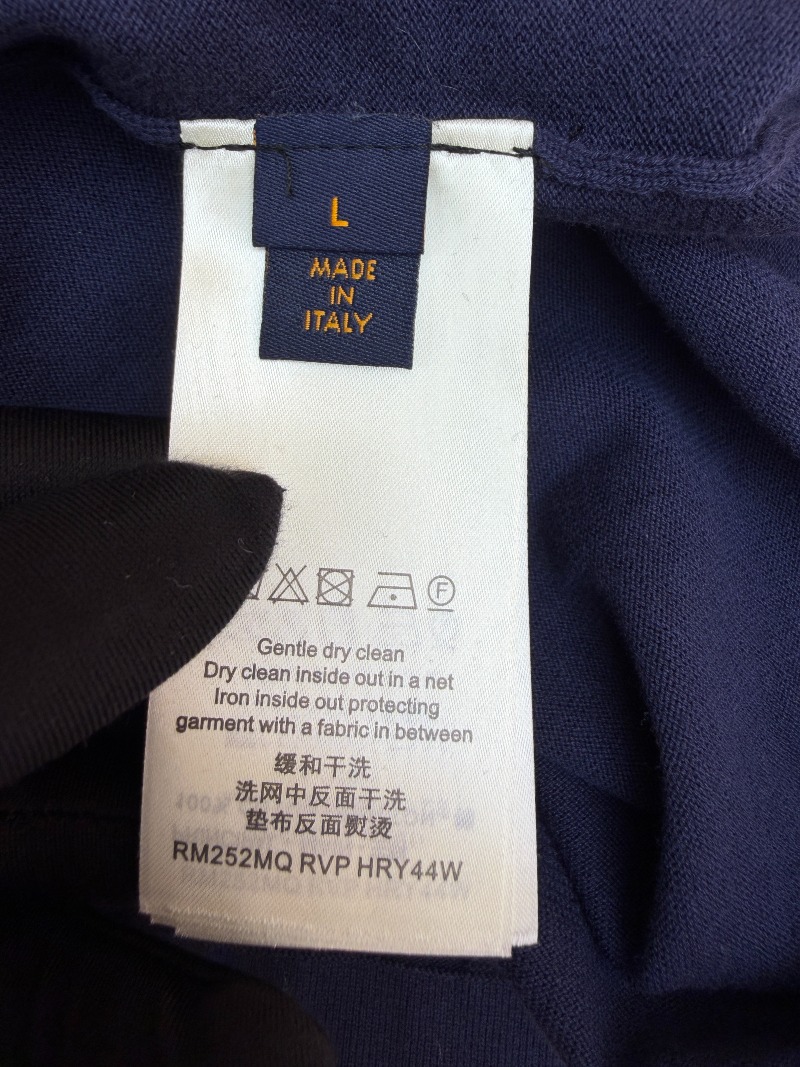 L
MADE
IN
ITALY
F
Gentle dry clean
Dry clean inside out in a net
Iron inside out protecting
garment with a fabric in between
缓和干洗
洗网中反面干洗
垫布反面熨烫
RM252MQ RVP HRY44W